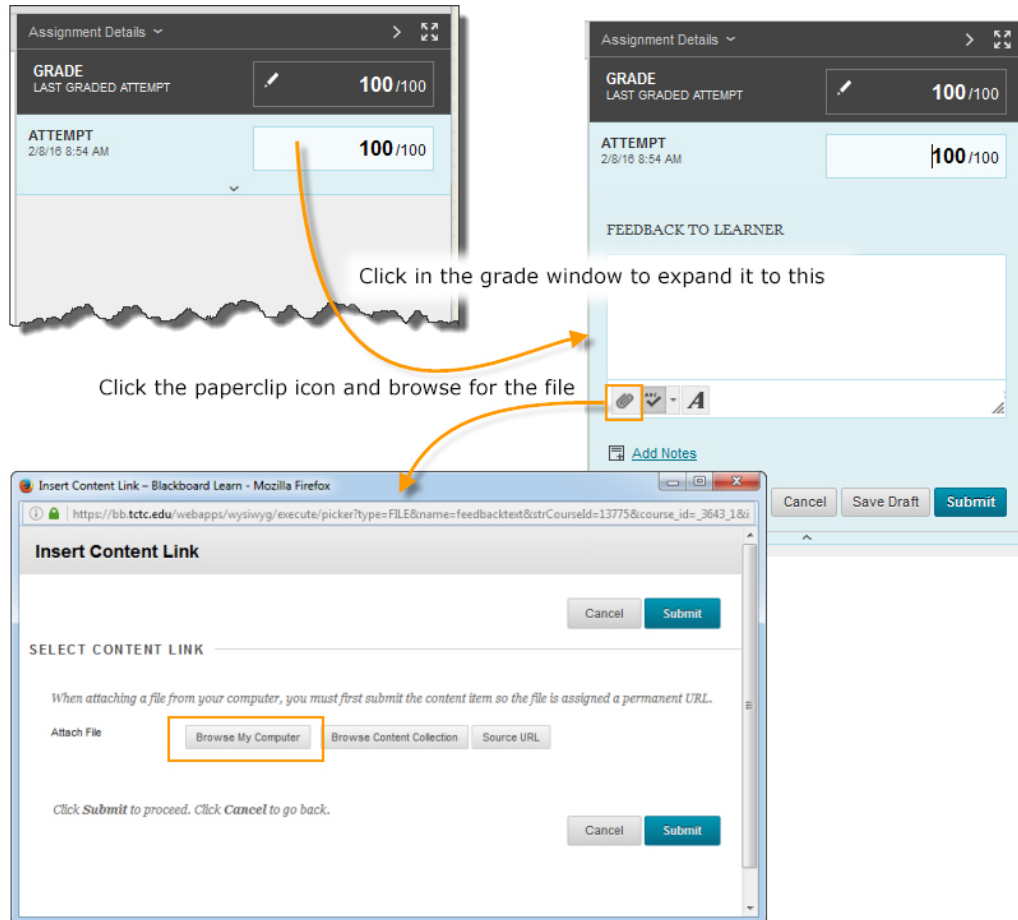 Assignment Details
GRADE
LAST GRADED ATTEMPT
100/100
ATTEMPT
2/8/16 8:54 AM
100/100
Assignment Details
GRADE
LAST GRADED ATTEMPT
100/100
ATTEMPT
2/8/16 8:54 AM
100/100
FEEDBACK TO LEARNER
Click in the grade window to expand it to this
Click the paperclip icon and browse for the file
ABC
A
Add Notes
Cancel Save Draft Submit
Insert Content Link – Blackboard Learn - Mozilla Firefox
https://bb.tctc.edu/webapps/wysiwyg/execute/picker?type=FILE&name=feedbacktext&strCourseId=13775&course_id=_3643_1&i
Insert Content Link
Cancel Submit
SELECT CONTENT LINK
When attaching a file from your computer, you must first submit the content item so the file is assigned a permanent URL.
Attach File Browse My Computer Browse Content Collection Source URL
Click Submit to proceed. Click Cancel to go back.
Cancel Submit